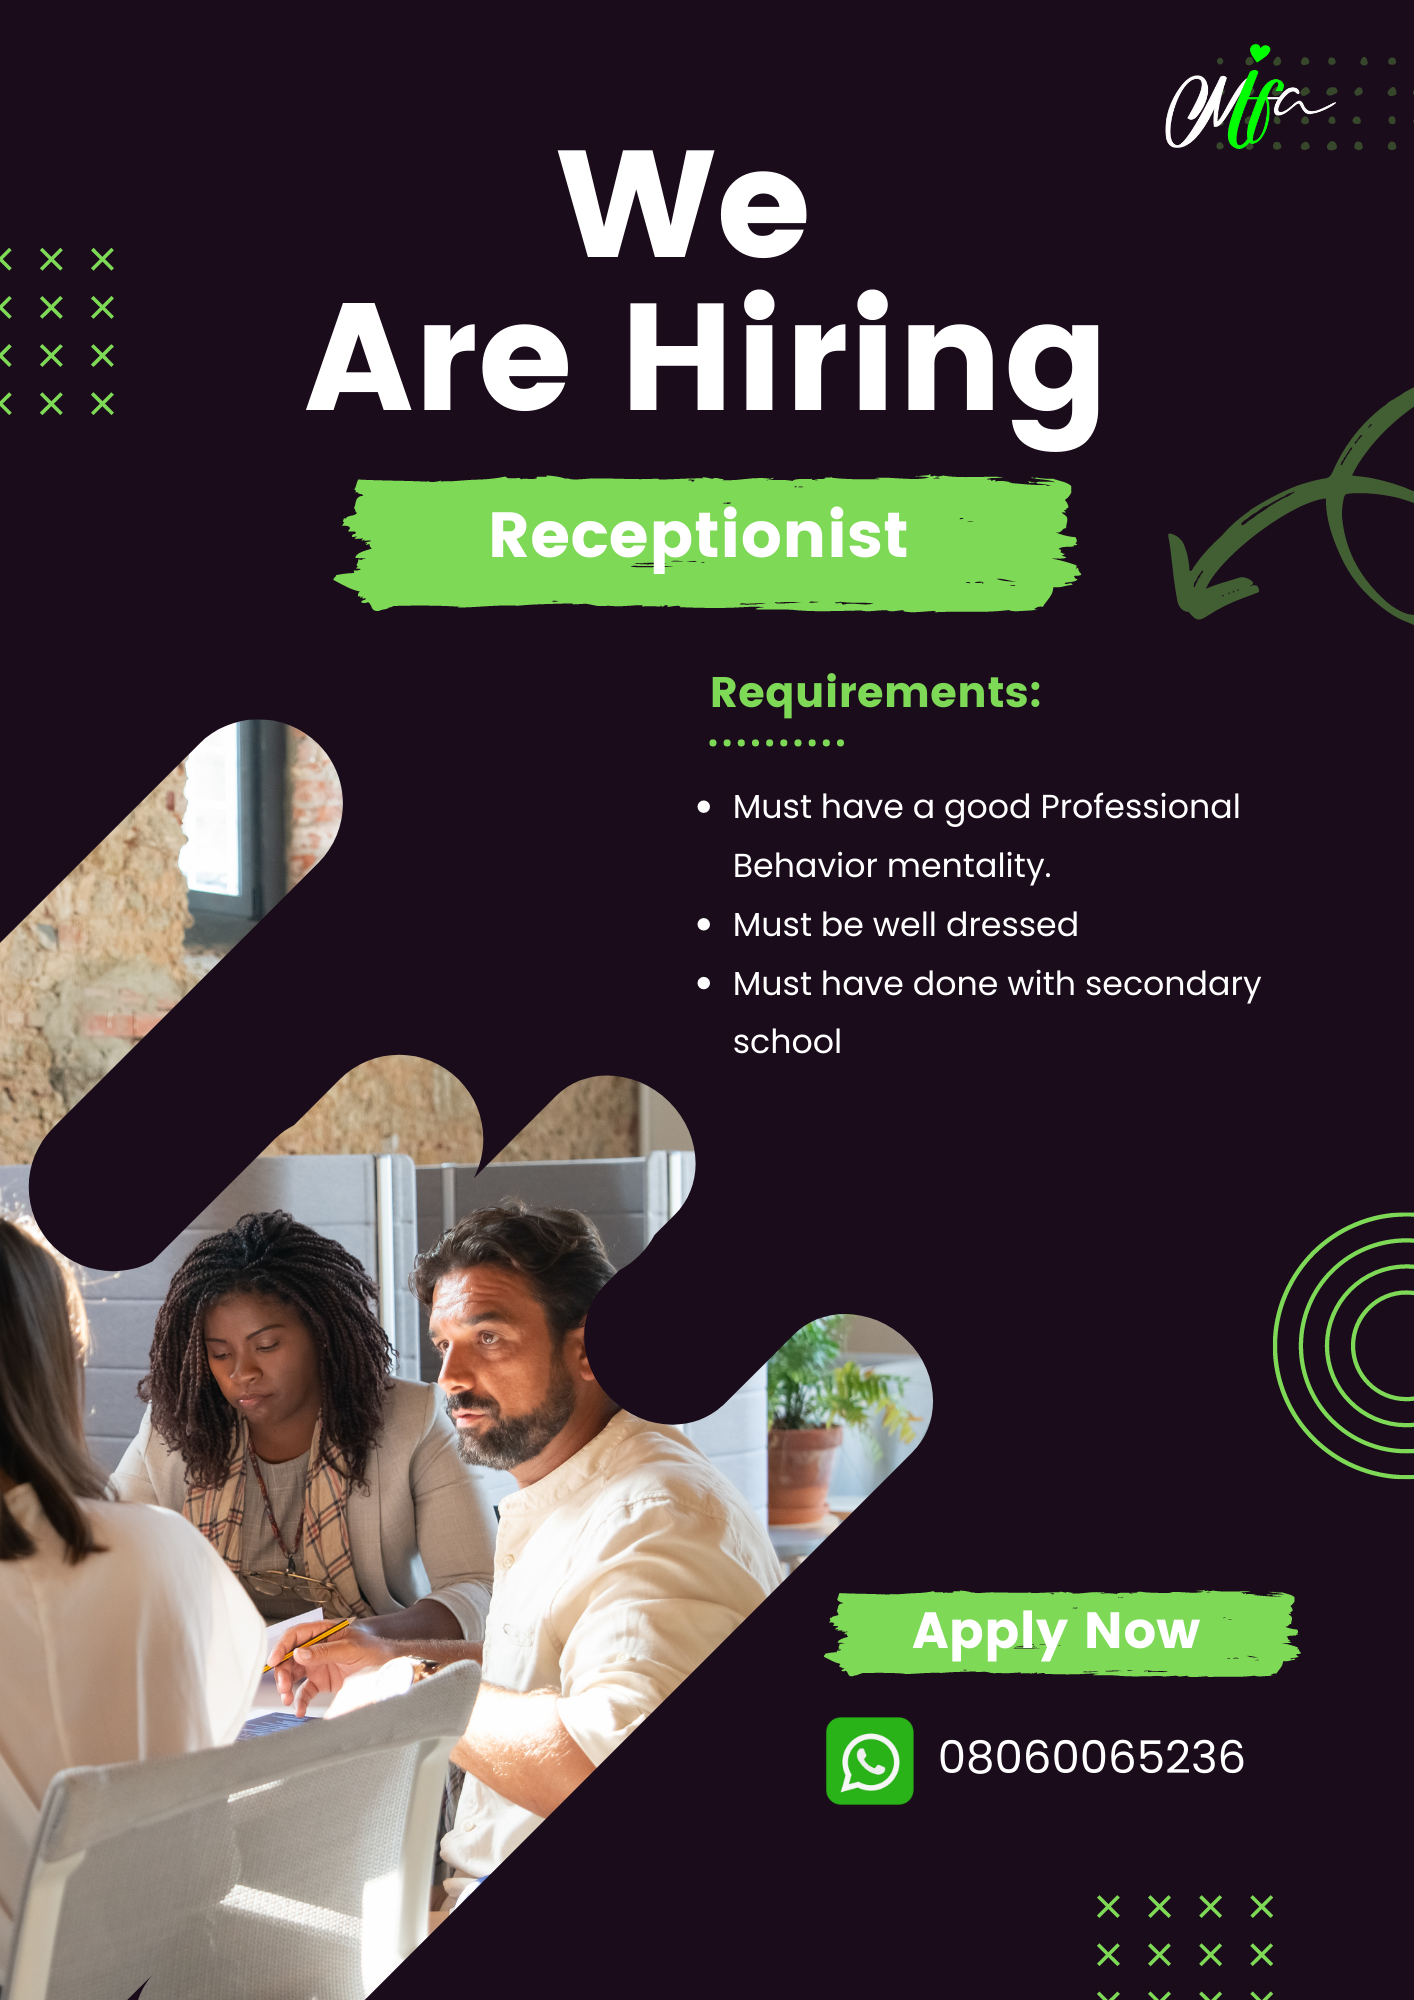 Mifa
We
Are Hiring
Receptionist
Requirements:
Must have a good Professional
Behavior mentality.
Must be well dressed
Must have done with secondary
school
Apply Now
08060065236